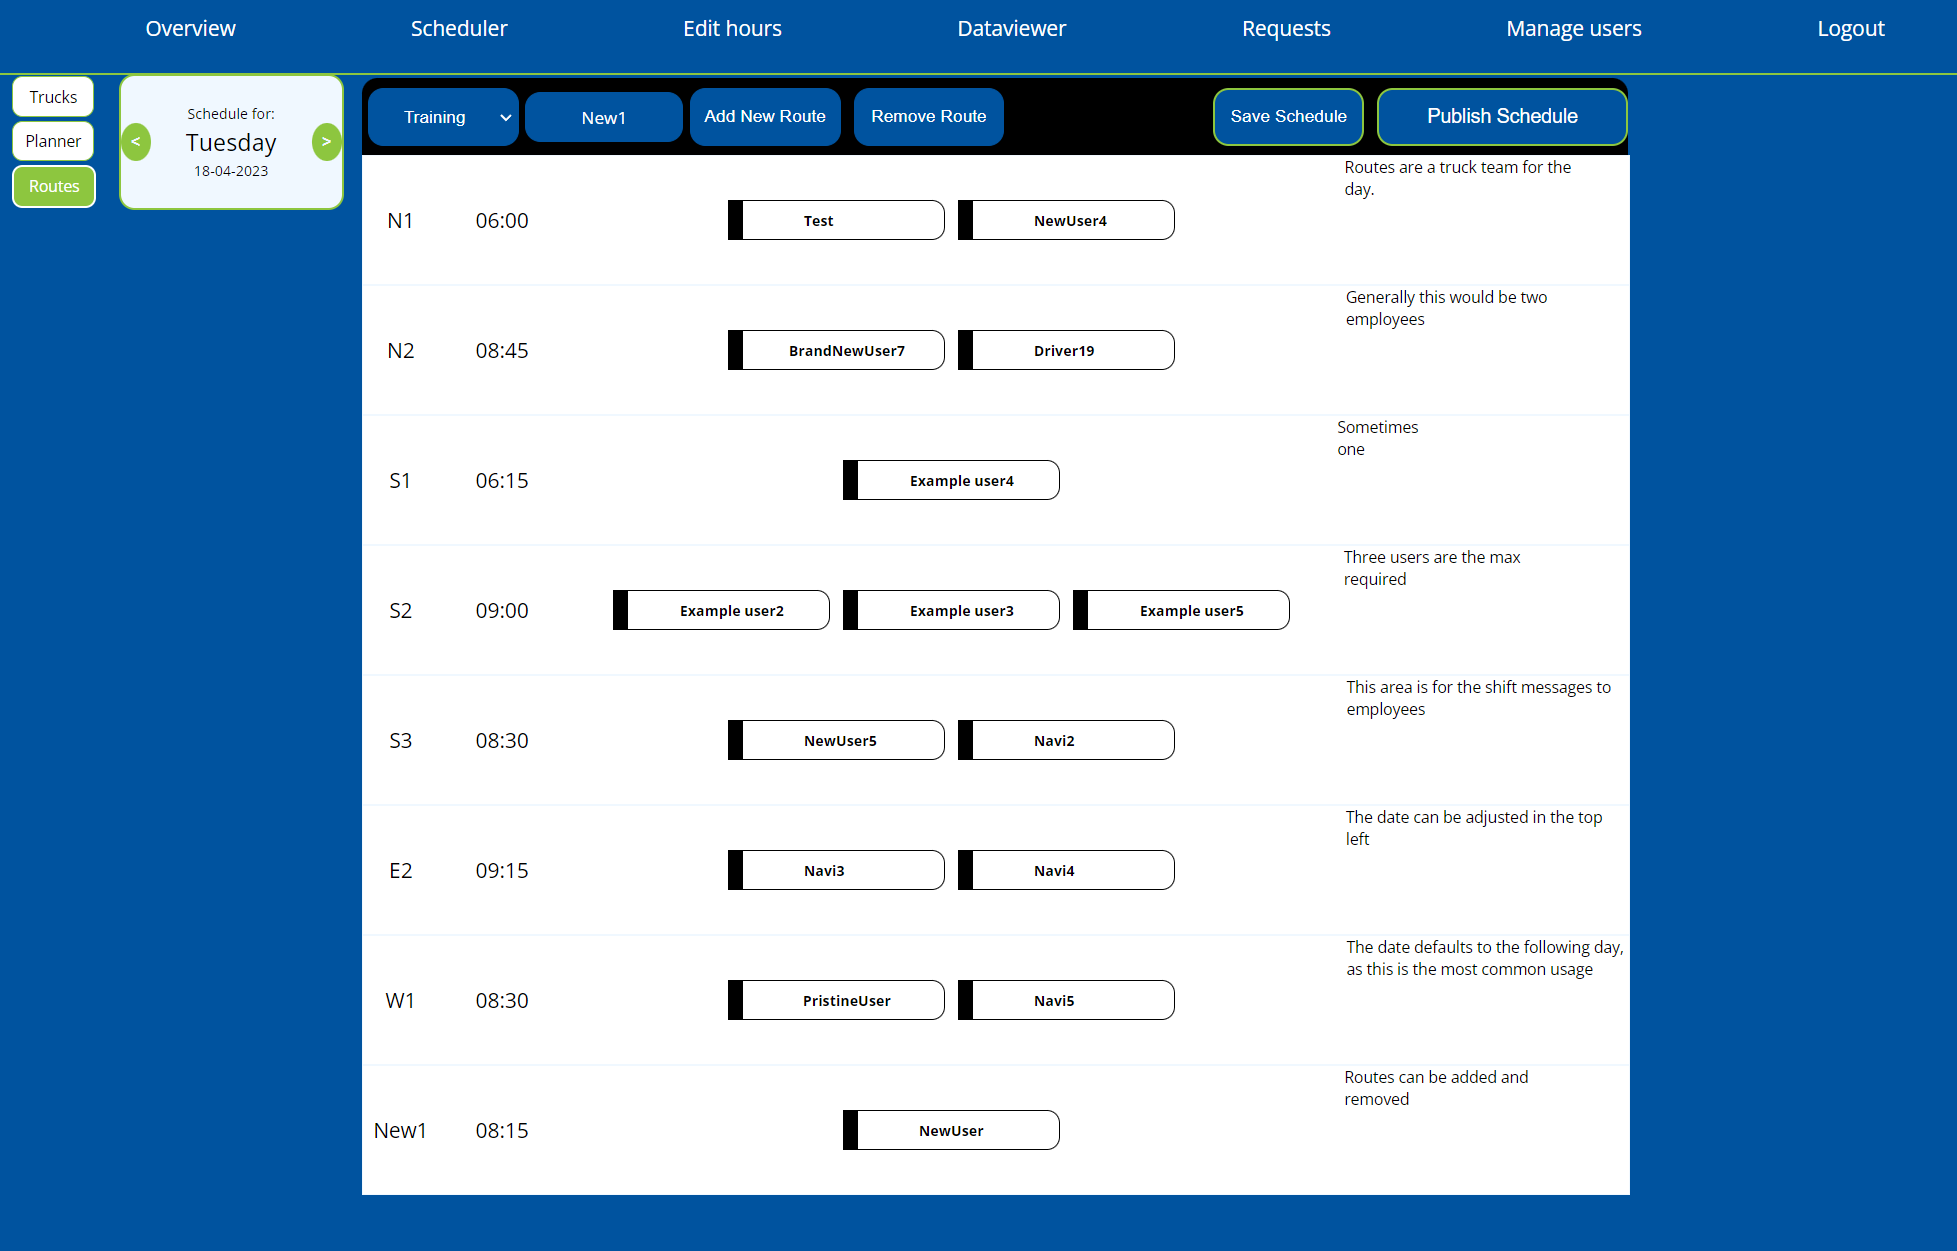 Overview Scheduler Edit hours Dataviewer Requests Manage users Logout
Trucks
Planner
Routes
Schedule for:
< Tuesday >
18-04-2023
Training New1 Add New Route Remove Route Save Schedule Publish Schedule
Routes are a truck team for the
day.
N1 06:00 Test NewUser4
Generally this would be two
employees
N2 08:45 BrandNewUser7 Driver19
Sometimes
one
S1 06:15 Example user4
Three users are the max
required
S2 09:00 Example user2 Example user3 Example user5
This area is for the shift messages to
employees
S3 08:30 NewUser5 Navi2
The date can be adjusted in the top
left
E2 09:15 Navi3 Navi4
The date defaults to the following day,
as this is the most common usage
W1 08:30 PristineUser Navi5
Routes can be added and
removed
New1 08:15 NewUser